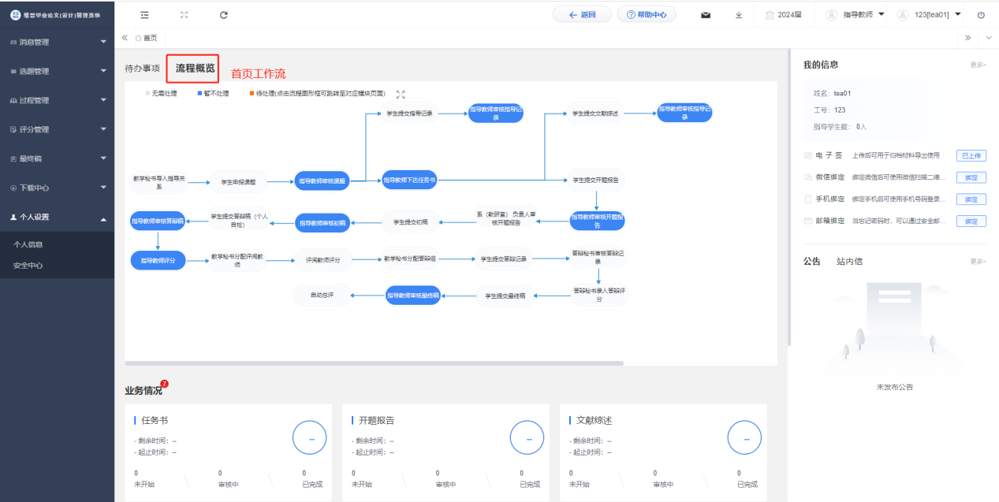 维普毕业论文(设计)管理系统
返回
帮助中心
2024届
指导教师
123[tea01]
首页
消息管理
选题管理
过程管理
评分管理
最终稿
下载中心
个人设置
个人信息
安全中心
待办事项
流程概览
首页工作流
无需处理
暂不处理
待处理(点击流程图形框可跳转至对应模块页面)
学生提交指导记录
指导教师审核指导记
录
学生提交文献综述
指导教师审核指导记
录
教学秘书导入指导关
系
学生申报课题
指导教师审核课题
指导教师下达任务书
学生提交开题报告
指导教师审核答辩稿
学生提交答辩稿（个人
自检）
指导教师审核初稿
学生提交初稿
系（教研室）负责人审
核开题报告
指导教师审核开题报
告
指导教师评分
教学秘书分配评阅教
师
评阅教师评分
教学秘书分配答辩组
学生提交答辩记录
答辩秘书审核答辩记
录
自动总评
指导教师审核最终稿
学生提交最终稿
答辩秘书录入答辩评
分
业务情况
7
任务书
- 剩余时间： --
- 起止时间： --
--
0
0
0
未开始
审核中
已完成
开题报告
- 剩余时间： --
- 起止时间： --
--
0
0
0
未开始
审核中
已完成
文献综述
- 剩余时间： --
- 起止时间： --
--
0
0
0
未开始
审核中
已完成
我的信息
更多>
姓名： tea01
工号： 123
指导学生数： 0人
电 子 签 上传后可用于归档材料导出使用 已上传
微信绑定 绑定微信后可使用微信扫描二维... 绑定
手机绑定 绑定手机后可使用手机号码登录... 绑定
邮箱绑定 当忘记密码时，可以通过安全邮... 绑定
公告 站内信 更多>
未发布公告